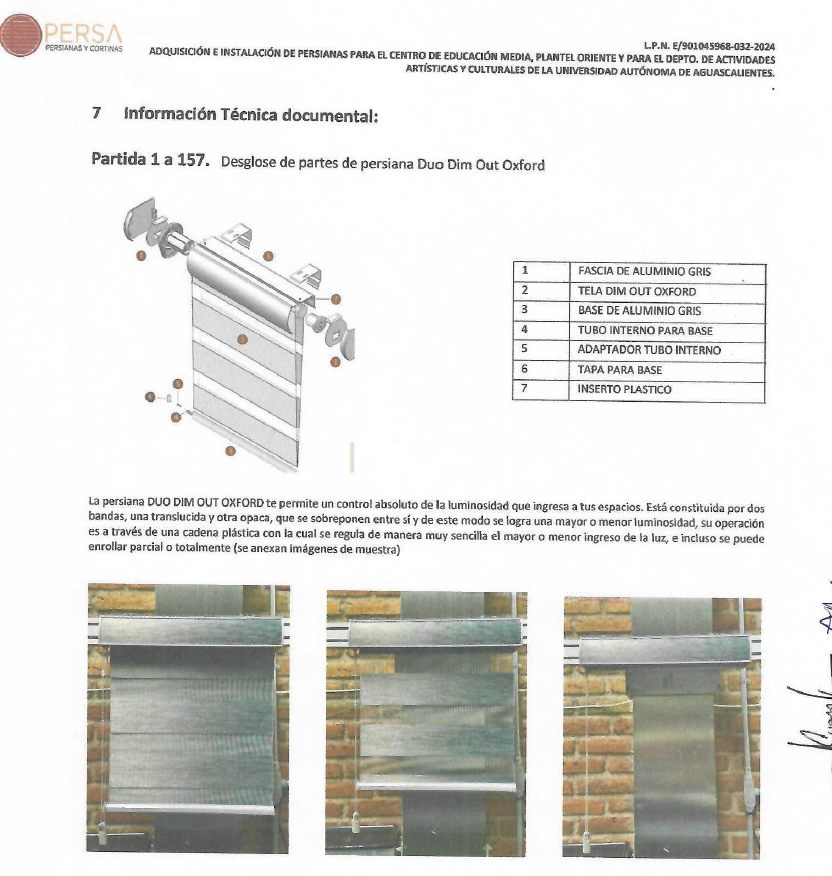 PERSA
PERSIANAS Y CORTINAS
L.P.N. E/901045968-032-2024
ADQUISICIÓN E INSTALACIÓN DE PERSIANAS PARA EL CENTRO DE EDUCACIÓN MEDIA, PLANTEL ORIENTE Y PARA EL DEPTO. DE ACTIVIDADES
ARTÍSTICAS Y CULTURALES DE LA UNIVERSIDAD AUTÓNOMA DE AGUASCALIENTES.
7 Información Técnica documental:
Partida 1 a 157. Desglose de partes de persiana Duo Dim Out Oxford
1 FASCIA DE ALUMINIO GRIS
2 TELA DIM OUT OXFORD
3 BASE DE ALUMINIO GRIS
4 TUBO INTERNO PARA BASE
5 ADAPTADOR TUBO INTERNO
6 TAPA PARA BASE
7 INSERTO PLASTICO
La persiana DUO DIM OUT OXFORD te permite un control absoluto de la luminosidad que ingresa a tus espacios. Está constituida por dos
bandas, una translucida y otra opaca, que se sobreponen entre sí y de este modo se logra una mayor o menor luminosidad, su operación
es a través de una cadena plástica con la cual se regula de manera muy sencilla el mayor o menor ingreso de la luz, e incluso se puede
enrollar parcial o totalmente (se anexan imágenes de muestra)